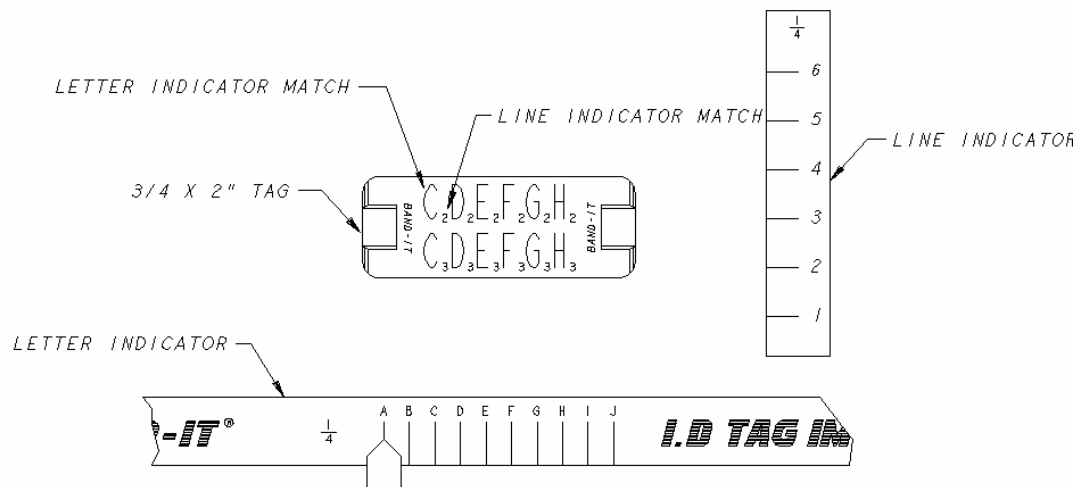 1/4
6
LETTER INDICATOR MATCH
5
LINE INDICATOR MATCH
LINE INDICATOR
4
3/4 X 2" TAG
BAND-IT
C₂D₂E₂F₂G₂H₂
BAND-IT
3
C₃D₃E₃F₃G₃H₃
2
1
LETTER INDICATOR
A B C D E F G H I J
-IT® 1/4 I.D TAG IM